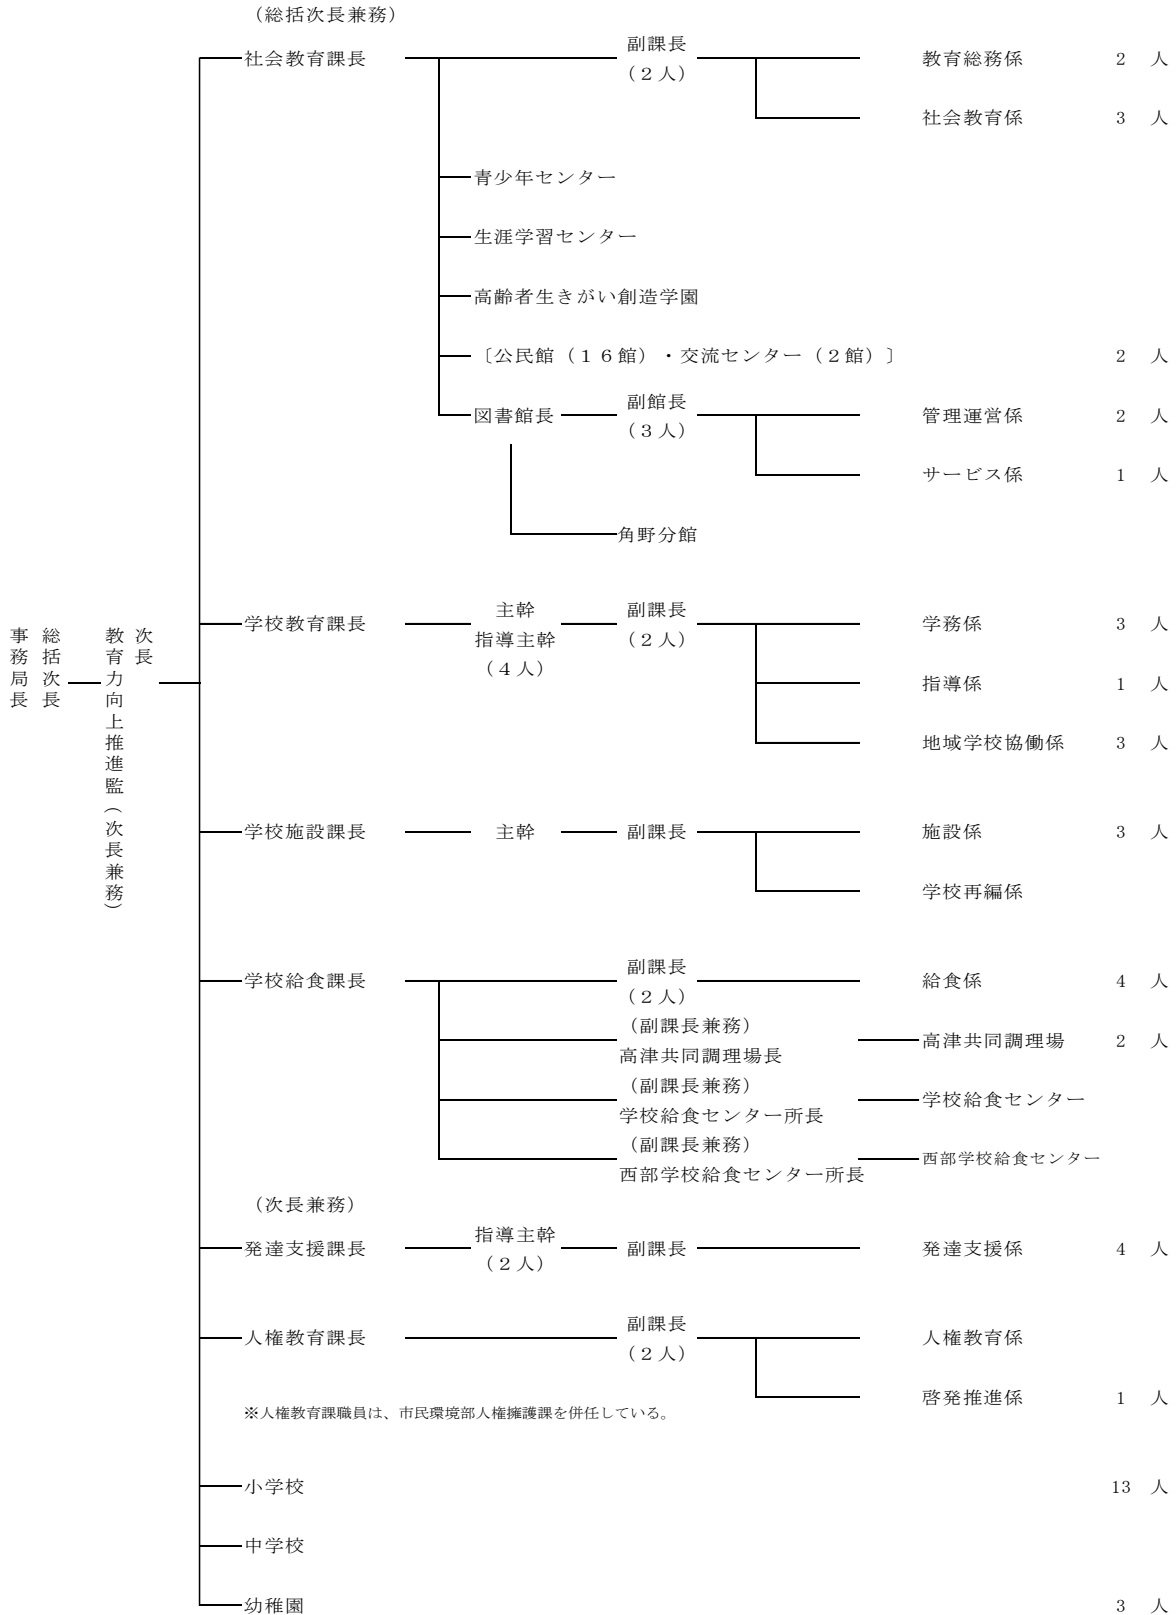 （総括次長兼務）
社会教育課長
副課長
（２人）
教育総務係 2 人
社会教育係 3 人
青少年センター
生涯学習センター
高齢者生きがい創造学園
〔公民館（１６館）・交流センター（２館）〕 2 人
図書館長
副館長
（３人）
管理運営係 2 人
サービス係 1 人
角野分館
事務局長
総括次長
教育力向上推進監（次長兼務）
次長
学校教育課長
主幹
指導主幹
（４人）
副課長
（２人）
学務係 3 人
指導係 1 人
地域学校協働係 3 人
学校施設課長 主幹 副課長 施設係 3 人
学校再編係
学校給食課長
副課長
（２人）
給食係 4 人
（副課長兼務）
高津共同調理場長
高津共同調理場 2 人
（副課長兼務）
学校給食センター所長
学校給食センター
（副課長兼務）
西部学校給食センター所長
西部学校給食センター
（次長兼務）
発達支援課長
指導主幹
（２人）
副課長
発達支援係 4 人
人権教育課長
副課長
（２人）
人権教育係
啓発推進係 1 人
※人権教育課職員は、市民環境部人権擁護課を併任している。
小学校 13 人
中学校
幼稚園 3 人